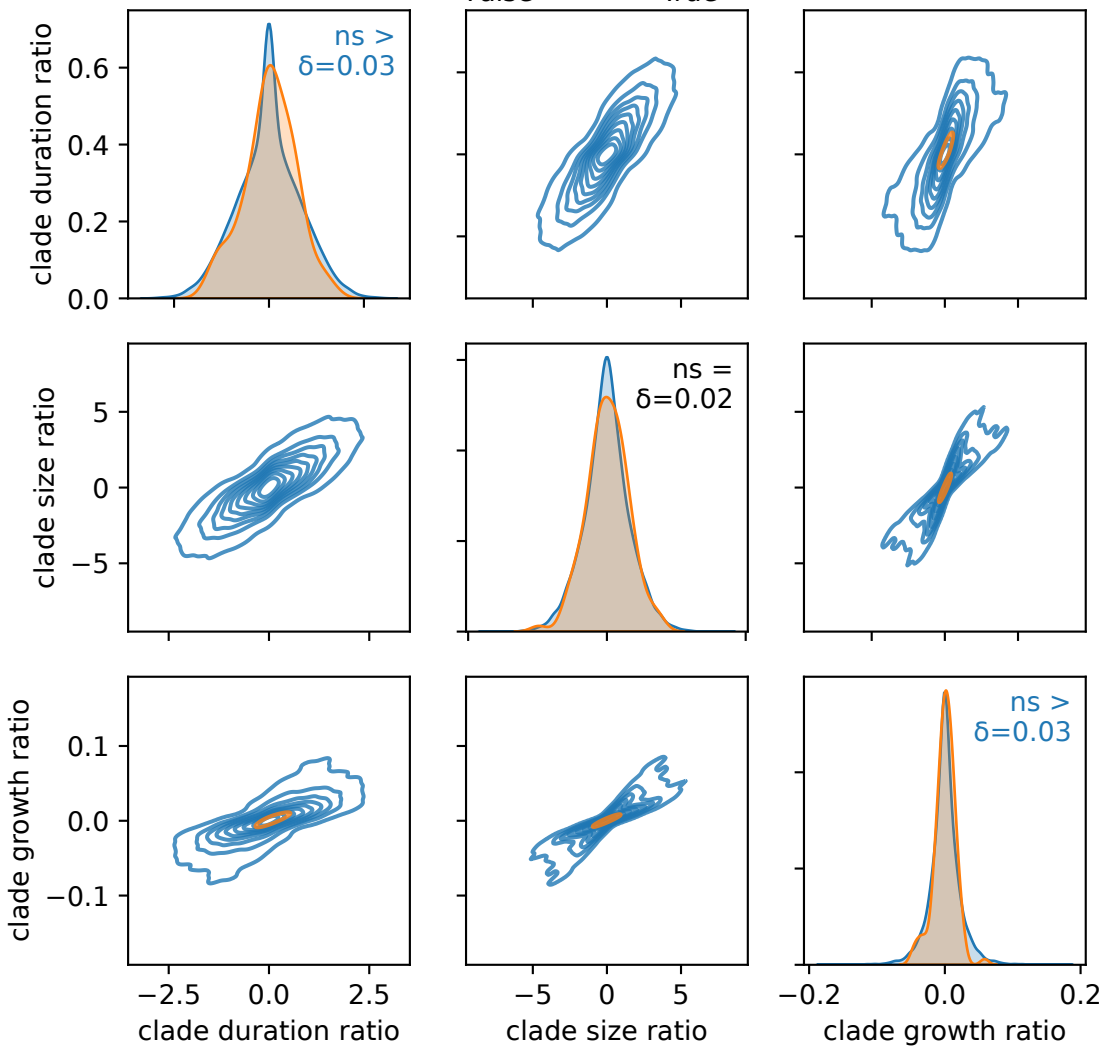 clade duration ratio
0.6
0.4
0.2
0.0
ns >
δ=0.03
clade size ratio
5
0
−5
ns =
δ=0.02
clade growth ratio
0.1
0.0
−0.1
ns >
δ=0.03
−2.5 0.0 2.5
clade duration ratio
−5 0 5
clade size ratio
−0.2 0.0 0.2
clade growth ratio